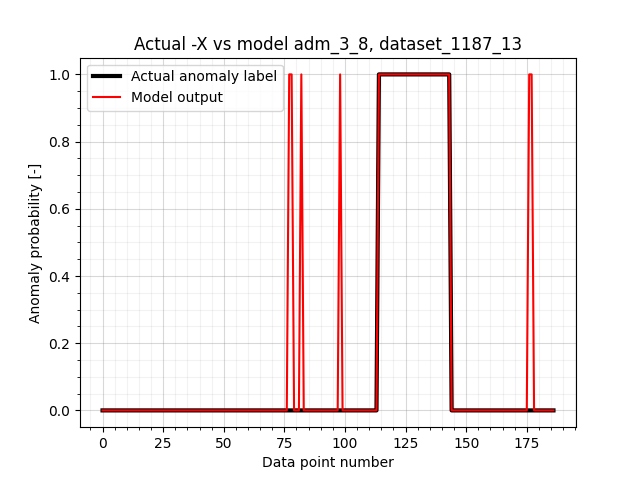 Actual -X vs model adm_3_8, dataset_1187_13
Actual anomaly label
Model output
Anomaly probability [-]
1.0
0.8
0.6
0.4
0.2
0.0
0 25 50 75 100 125 150 175
Data point number